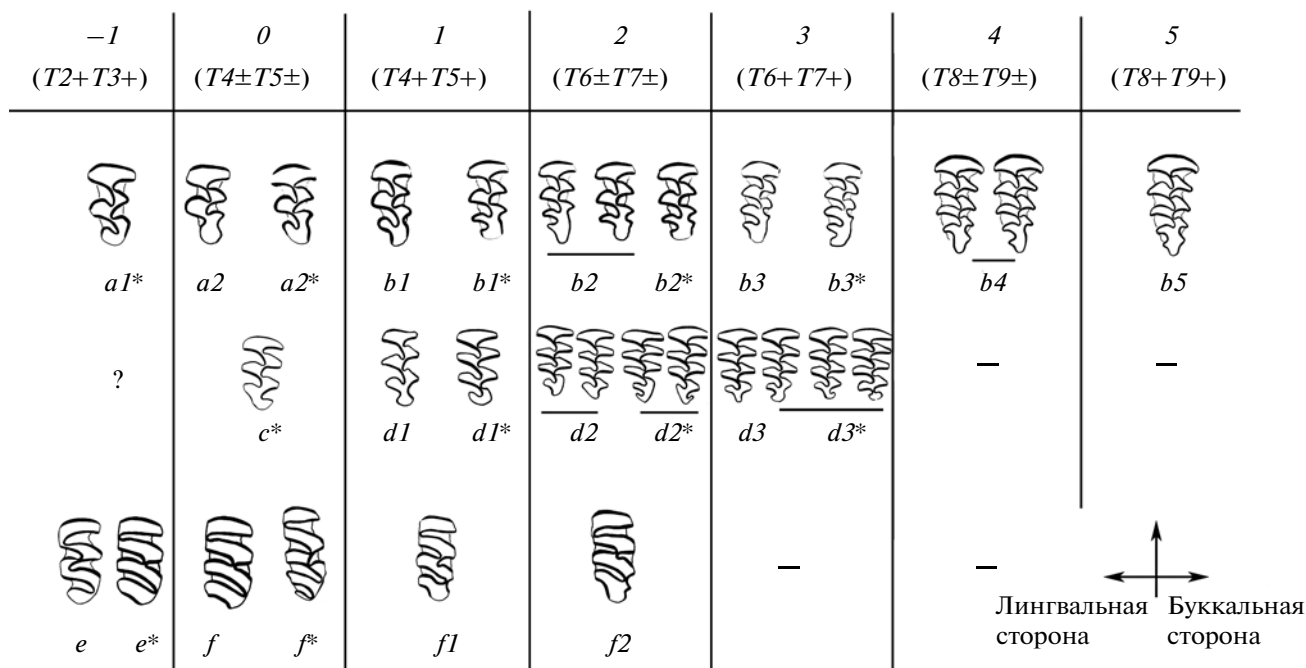 −1 0 1 2 3 4 5
(T2+T3+) (T4±T5±) (T4+T5+) (T6±T7±) (T6+T7+) (T8±T9±) (T8+T9+)
a1* a2 a2* b1 b1* b2 b2* b3 b3* b4 b5
? – –
c* d1 d1* d2 d2* d3 d3*
– –
Лингвальная сторона
Буккальная сторона
e e* f f* f1 f2